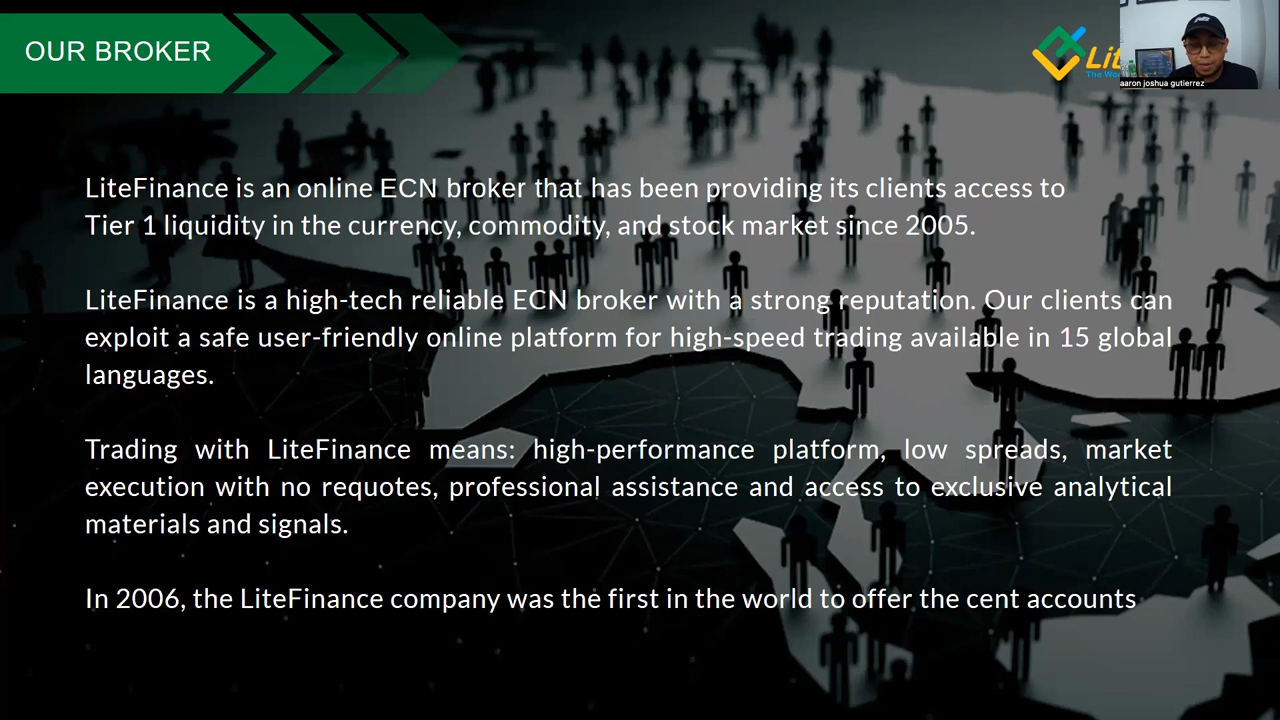 OUR BROKER
Lit
The Wor
aaron joshua gutierrez
LiteFinance is an online ECN broker that has been providing its clients access to
Tier 1 liquidity in the currency, commodity, and stock market since 2005.
LiteFinance is a high-tech reliable ECN broker with a strong reputation. Our clients can
exploit a safe user-friendly online platform for high-speed trading available in 15 global
languages.
Trading with LiteFinance means: high-performance platform, low spreads, market
execution with no requotes, professional assistance and access to exclusive analytical
materials and signals.
In 2006, the LiteFinance company was the first in the world to offer the cent accounts